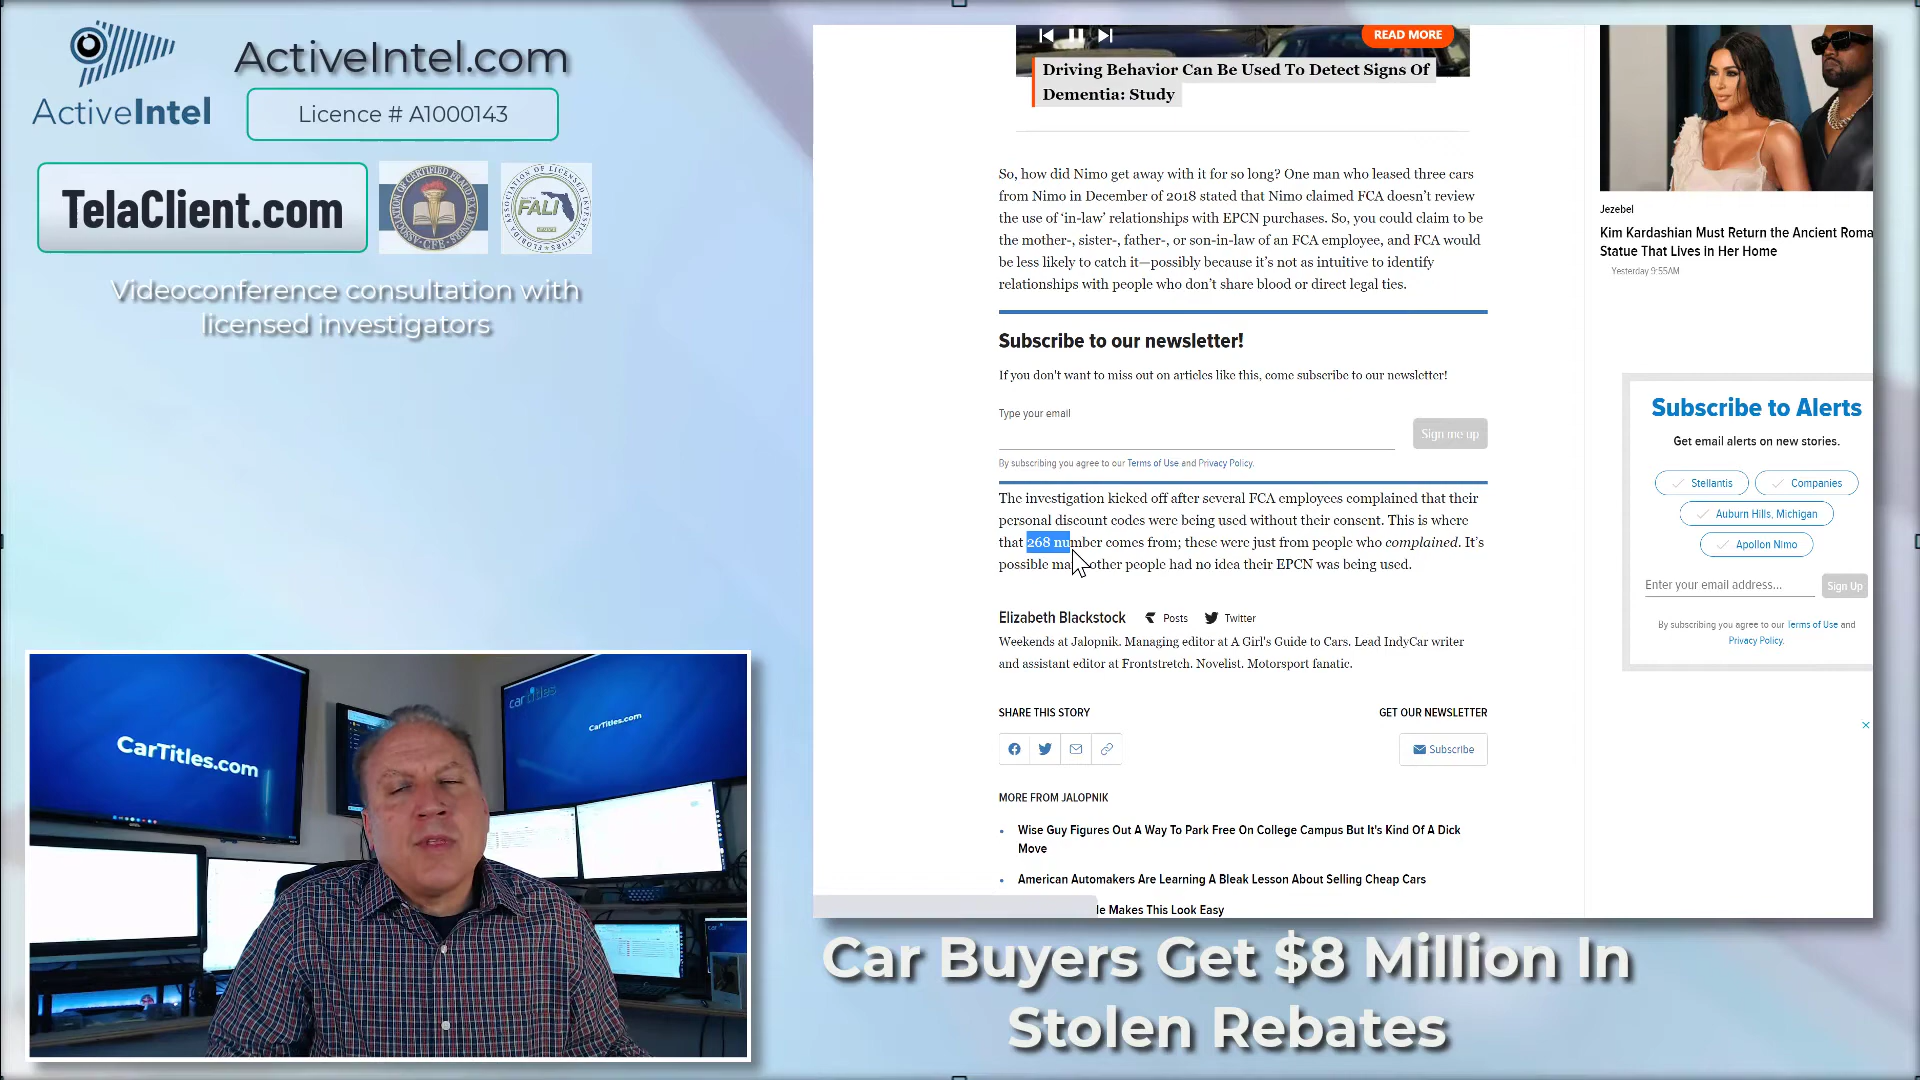 ActiveIntel
ActiveIntel.com
Licence # A1000143
TelaClient.com
ASSOCIATION OF CERTIFIED FRAUD EXAMINERS
CFE
FLORIDA ASSOCIATION OF LICENSED INVESTIGATORS
FALI
Videoconference consultation with
licensed investigators
READ MORE
Driving Behavior Can Be Used To Detect Signs Of
Dementia: Study
So, how did Nimo get away with it for so long? One man who leased three cars
from Nimo in December of 2018 stated that Nimo claimed FCA doesn’t review
the use of ‘in-law’ relationships with EPCN purchases. So, you could claim to be
the mother-, sister-, father-, or son-in-law of an FCA employee, and FCA would
be less likely to catch it—possibly because it’s not as intuitive to identify
relationships with people who don’t share blood or direct legal ties.
Subscribe to our newsletter!
If you don't want to miss out on articles like this, come subscribe to our newsletter!
Type your email
Sign me up
By subscribing you agree to our Terms of Use and Privacy Policy.
The investigation kicked off after several FCA employees complained that their
personal discount codes were being used without their consent. This is where
that 268 number comes from; these were just from people who complained. It’s
possible ma other people had no idea their EPCN was being used.
Elizabeth Blackstock Posts Twitter
Weekends at Jalopnik. Managing editor at A Girl's Guide to Cars. Lead IndyCar writer
and assistant editor at Frontstretch. Novelist. Motorsport fanatic.
SHARE THIS STORY
GET OUR NEWSLETTER
Subscribe
MORE FROM JALOPNIK
Wise Guy Figures Out A Way To Park Free On College Campus But It's Kind Of A Dick
Move
American Automakers Are Learning A Bleak Lesson About Selling Cheap Cars
le Makes This Look Easy
Jezebel
Kim Kardashian Must Return the Ancient Roma
Statue That Lives in Her Home
Yesterday 9:55AM
Subscribe to Alerts
Get email alerts on new stories.
Stellantis
Companies
Auburn Hills, Michigan
Apollon Nimo
Enter your email address...
Sign Up
By subscribing you agree to our Terms of Use and
Privacy Policy.
CarTitles.com
car titles
CarTitles.com
Car Buyers Get $8 Million In
Stolen Rebates